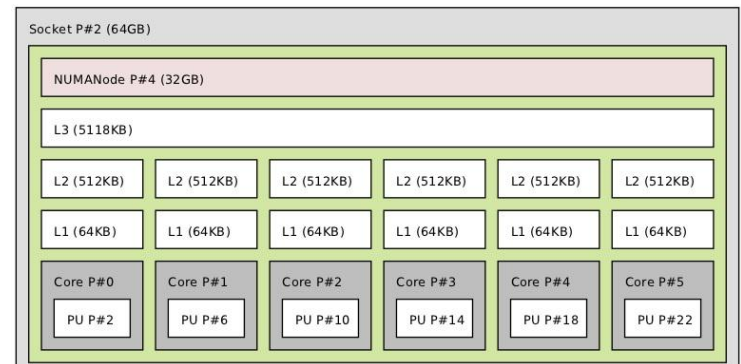 Socket P#2 (64GB)
NUMANode P#4 (32GB)
L3 (5118KB)
L2 (512KB) L2 (512KB) L2 (512KB) L2 (512KB) L2 (512KB) L2 (512KB)
L1 (64KB) L1 (64KB) L1 (64KB) L1 (64KB) L1 (64KB) L1 (64KB)
Core P#0 Core P#1 Core P#2 Core P#3 Core P#4 Core P#5
PU P#2 PU P#6 PU P#10 PU P#14 PU P#18 PU P#22